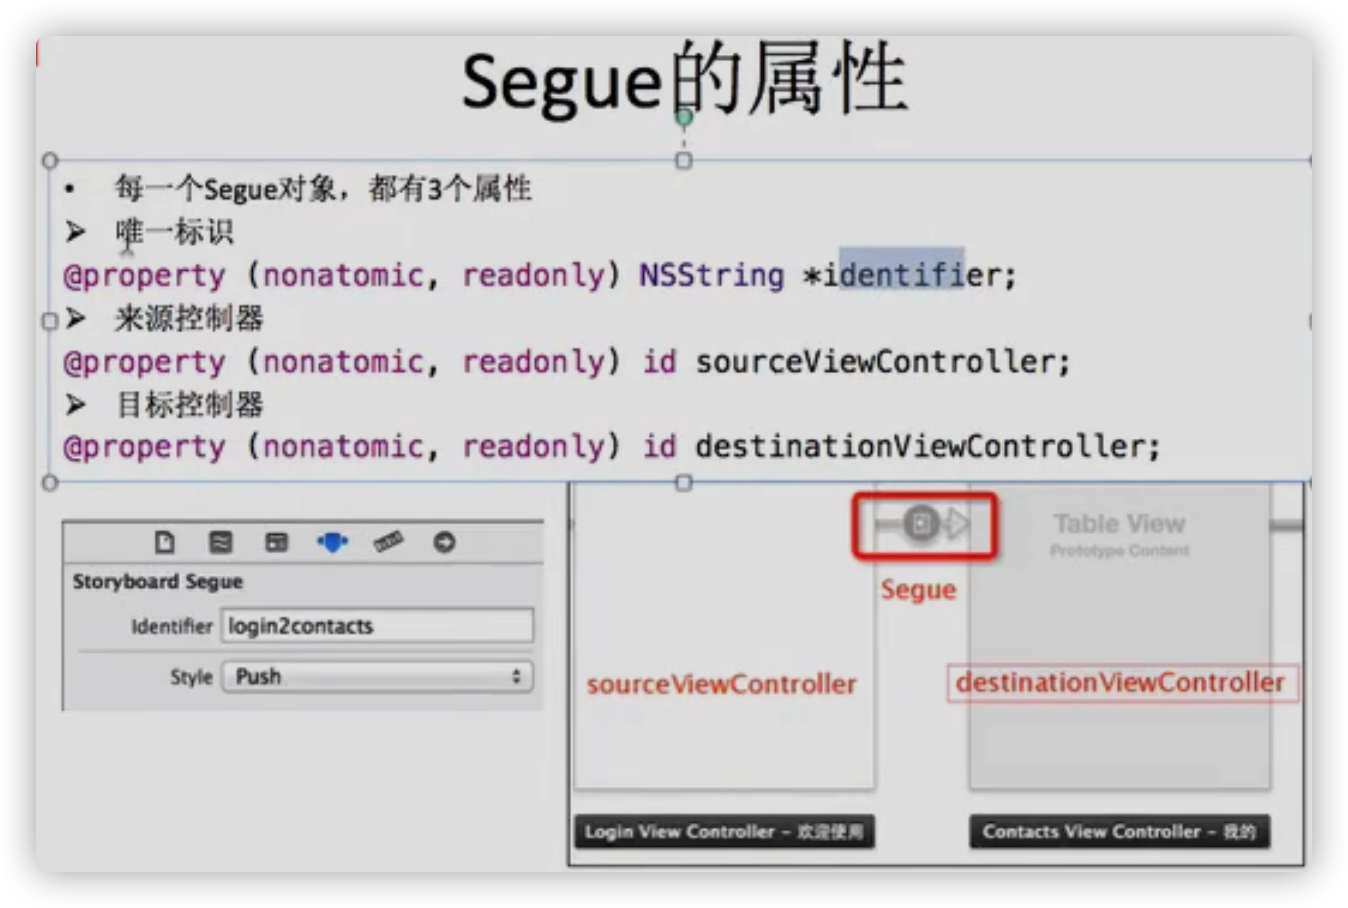 Segue的属性
• 每一个Segue对象，都有3个属性
➢ 唯一标识
@property (nonatomic, readonly) NSString *identifier;
➢ 来源控制器
@property (nonatomic, readonly) id sourceViewController;
➢ 目标控制器
@property (nonatomic, readonly) id destinationViewController;
Storyboard Segue
Identifier login2contacts
Style Push
Table View
Prototype Content
Segue
sourceViewController
destinationViewController
Login View Controller – 欢迎使用
Contacts View Controller – 我的